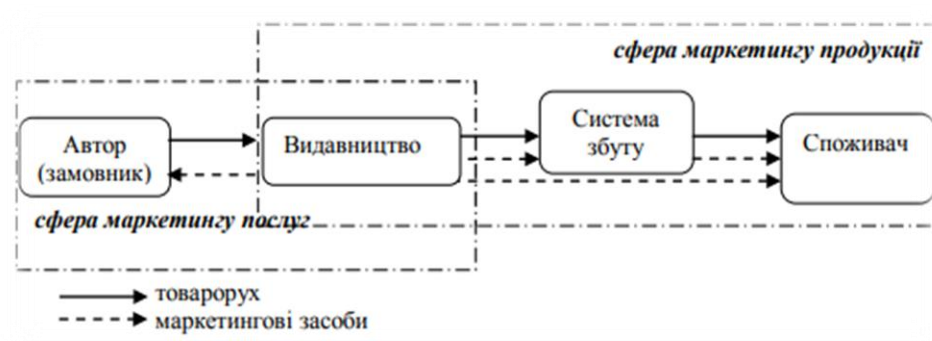 сфера маркетингу продукції
Автор
(замовник)
Видавництво
Система
збуту
Споживач
сфера маркетингу послуг
товарорух
маркетингові засоби